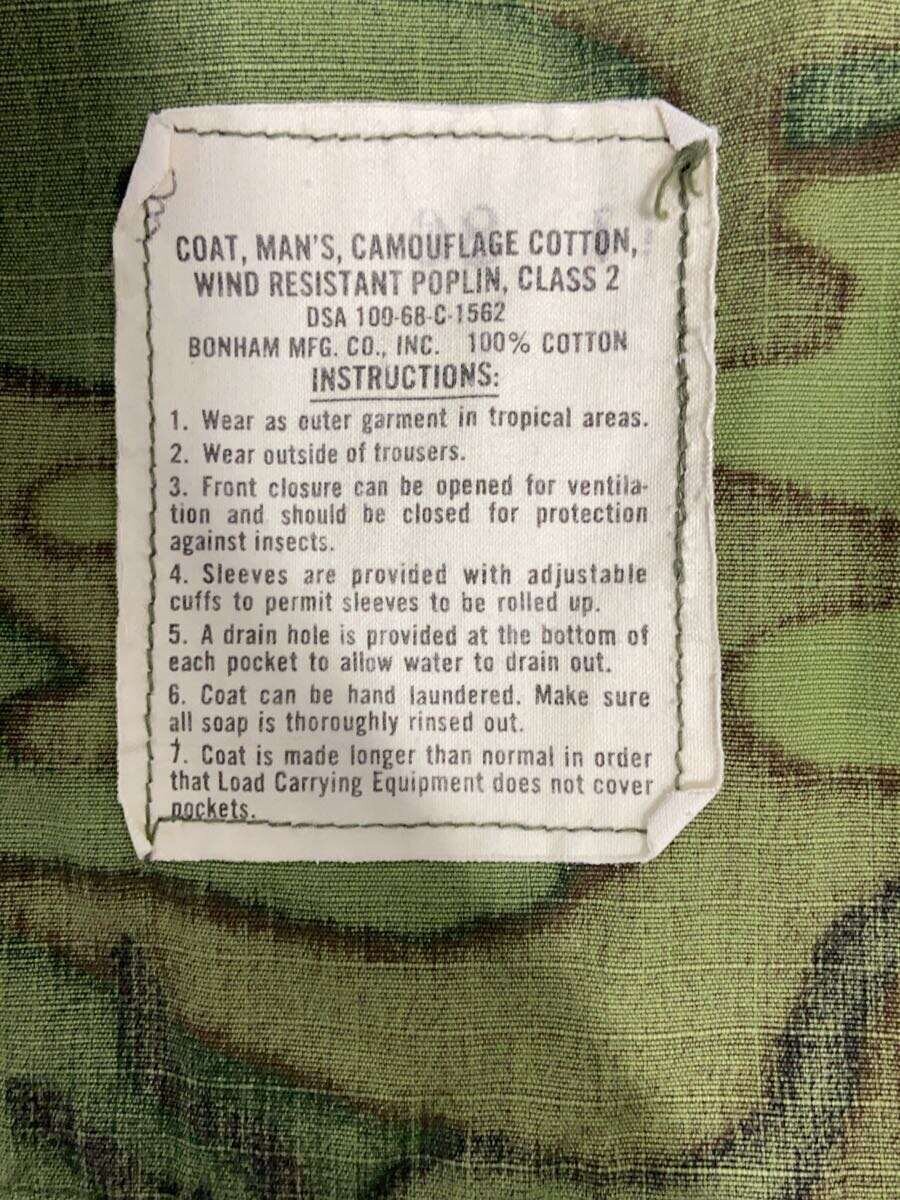 COAT, MAN'S, CAMOUFLAGE COTTON,
WIND RESISTANT POPLIN, CLASS 2
DSA 100-68-C-1562
BONHAM MFG. CO., INC. 100% COTTON
INSTRUCTIONS:
1. Wear as outer garment in tropical areas.
2. Wear outside of trousers.
3. Front closure can be opened for ventila-
tion and should be closed for protection
against insects.
4. Sleeves are provided with adjustable
cuffs to permit sleeves to be rolled up.
5. A drain hole is provided at the bottom of
each pocket to allow water to drain out.
6. Coat can be hand laundered. Make sure
all soap is thoroughly rinsed out.
7. Coat is made longer than normal in order
that Load Carrying Equipment does not cover
pockets.